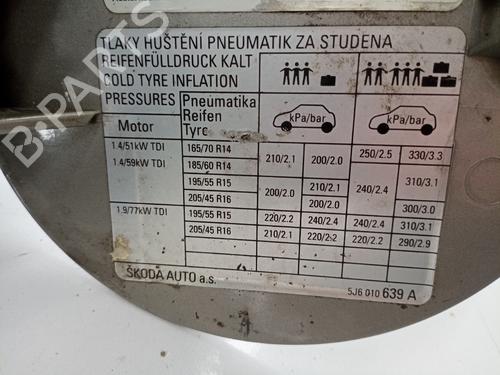 TLAKY HUŠTĚNÍ PNEUMATIK ZA STUDENA
REIFENFÜLLDRUCK KALT
COLD TYRE INFLATION
PRESSURES
Pneumatika
Reifen
Tyre
Motor
kPa/bar
kPa/bar
1.4/51kW TDI 165/70 R14 210/2.1 200/2.0 250/2.5 330/3.3
1.4/59kW TDI 185/60 R14
195/55 R15 200/2.0 210/2.1 240/2.4 310/3.1
205/45 R16 200/2.0 300/3.0
1.9/77kW TDI 195/55 R15 220/2.2 240/2.4 240/2.4 310/3.1
205/45 R16 210/2.1 220/2.2 220/2.2 290/2.9
ŠKODA AUTO a.s.
5J6 010 639 A
B-PARTS